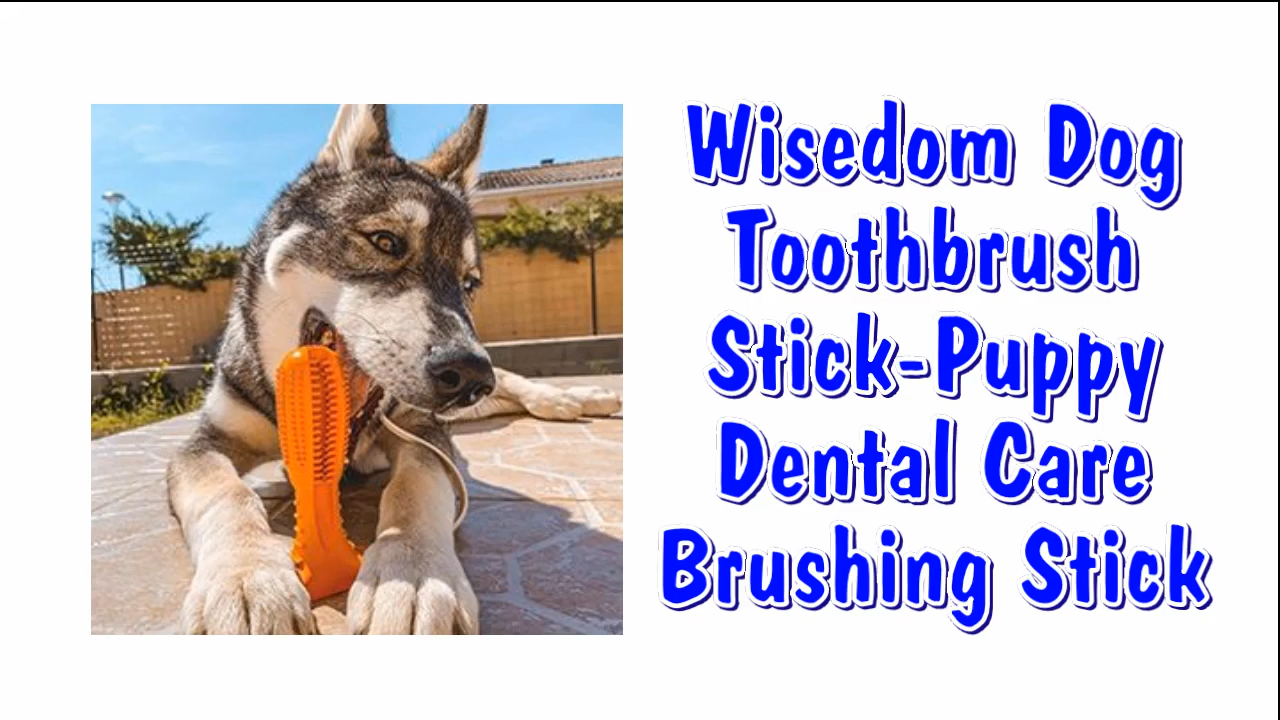 Wisedom Dog
Toothbrush
Stick-Puppy
Dental Care
Brushing Stick